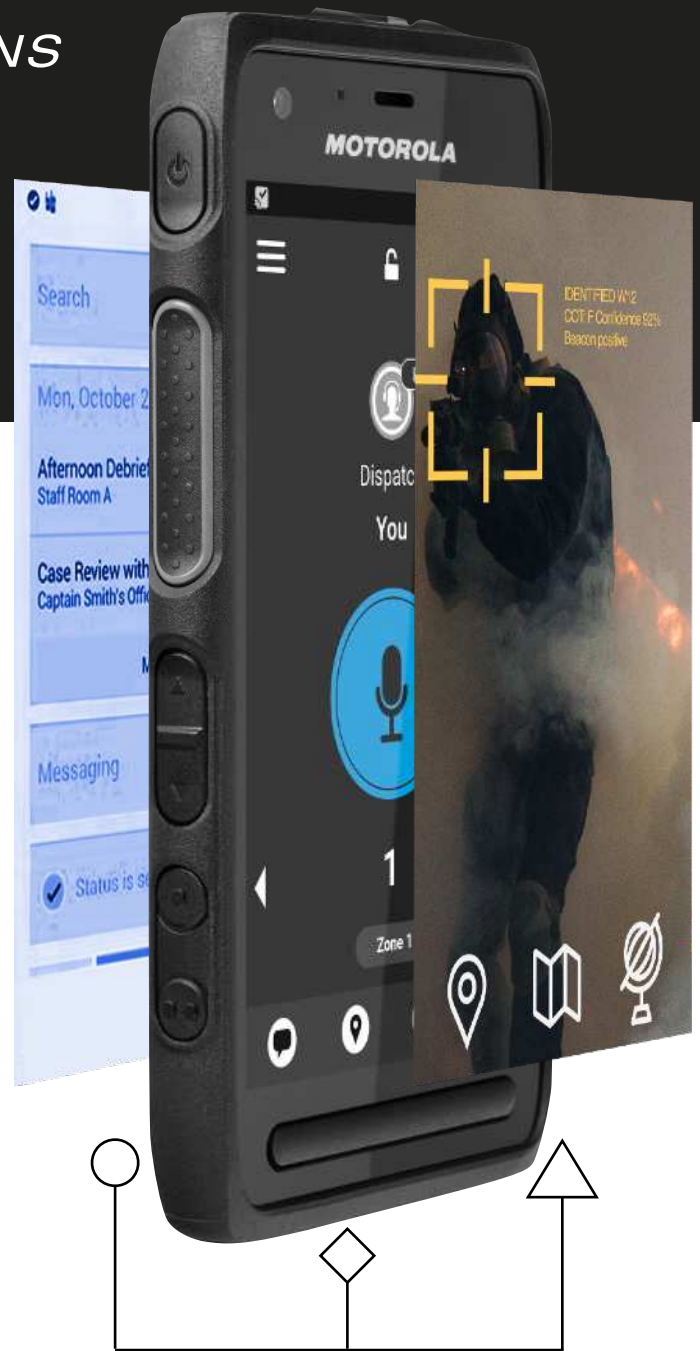 NS
MOTOROLA
Search
Mon, October 2
Afternoon Debrief
Staff Room A
Case Review with
Captain Smith's Offic
Messaging
Status is se
Dispatc
You
1
Zone 1
IDENTIFIED W12
COT: F Confidence 92%
Beacon positive